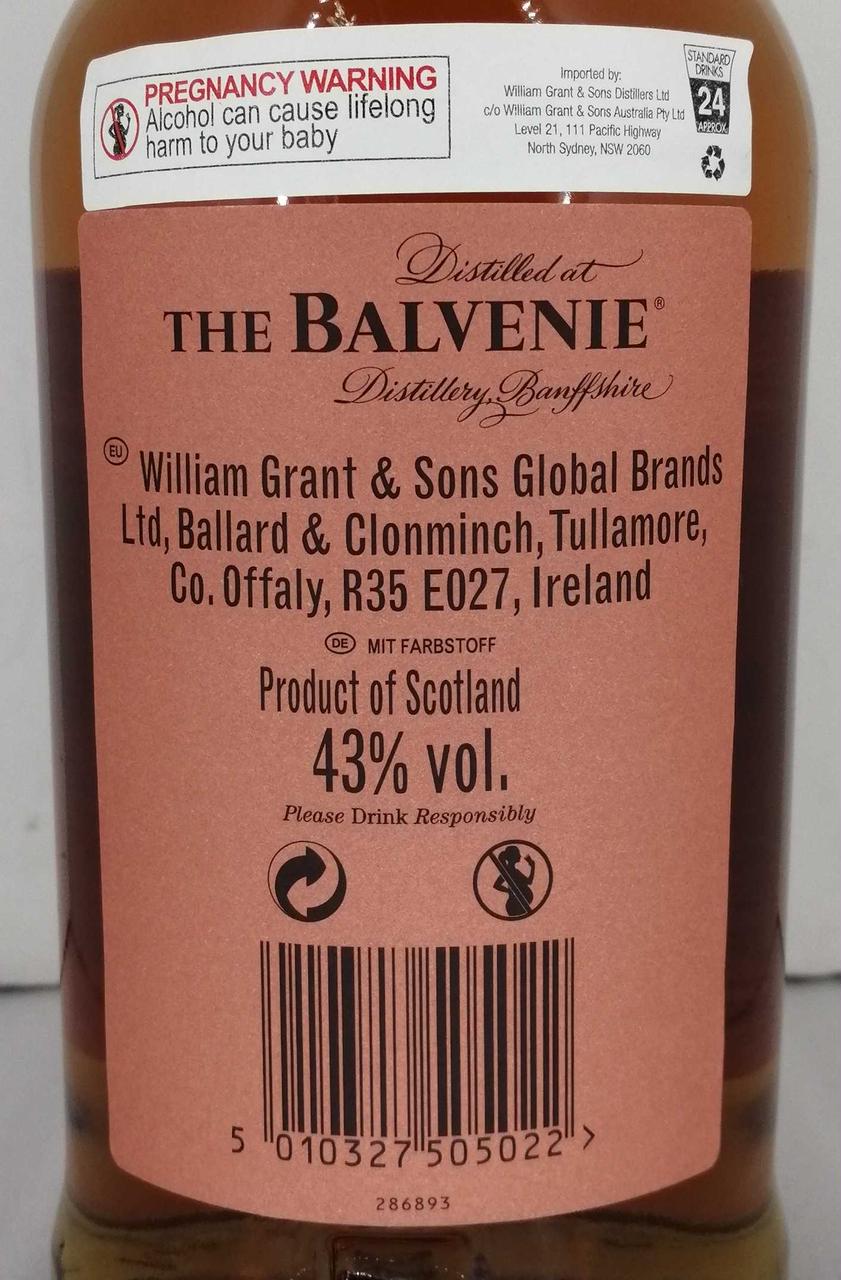 PREGNANCY WARNING
Alcohol can cause lifelong
harm to your baby
Imported by:
William Grant & Sons Distillers Ltd
c/o William Grant & Sons Australia Pty Ltd
Level 21, 111 Pacific Highway
North Sydney, NSW 2060
STANDARD
DRINKS
24
APPROX.
Distilled at
THE BALVENIE®
Distillery, Banffshire
EU William Grant & Sons Global Brands
Ltd, Ballard & Clonminch, Tullamore,
Co. Offaly, R35 E027, Ireland
DE MIT FARBSTOFF
Product of Scotland
43% vol.
Please Drink Responsibly
5 010327 505022 >
286893